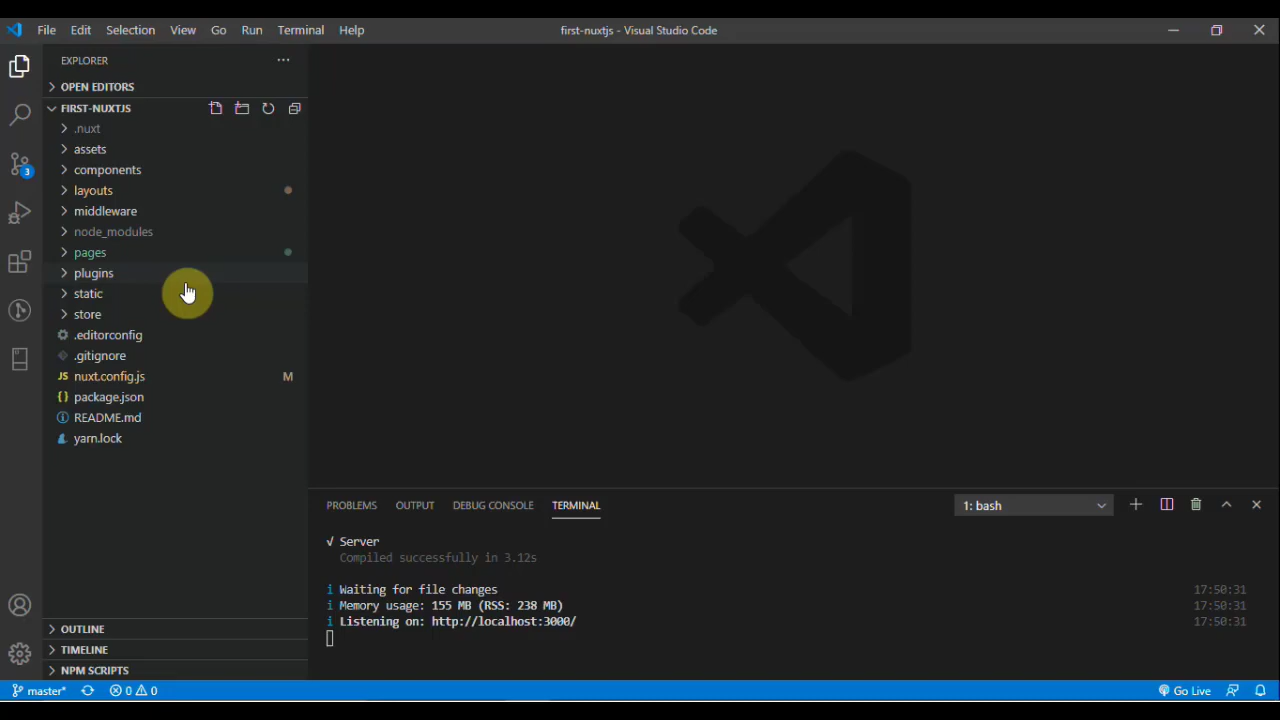 File Edit Selection View Go Run Terminal Help
first-nuxtjs - Visual Studio Code
EXPLORER
OPEN EDITORS
FIRST-NUXTJS
.nuxt
assets
components
layouts
middleware
node_modules
pages
plugins
static
store
.editorconfig
.gitignore
JS nuxt.config.js M
{} package.json
README.md
yarn.lock
OUTLINE
TIMELINE
NPM SCRIPTS
3
PROBLEMS OUTPUT DEBUG CONSOLE TERMINAL
1: bash
√ Server
Compiled successfully in 3.12s
i Waiting for file changes 17:50:31
i Memory usage: 155 MB (RSS: 238 MB) 17:50:31
i Listening on: http://localhost:3000/ 17:50:31
master* 0 0 Go Live